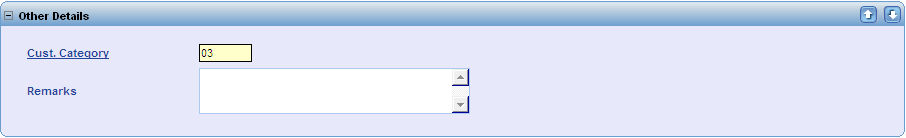 Other Details
Cust. Category 03
Remarks